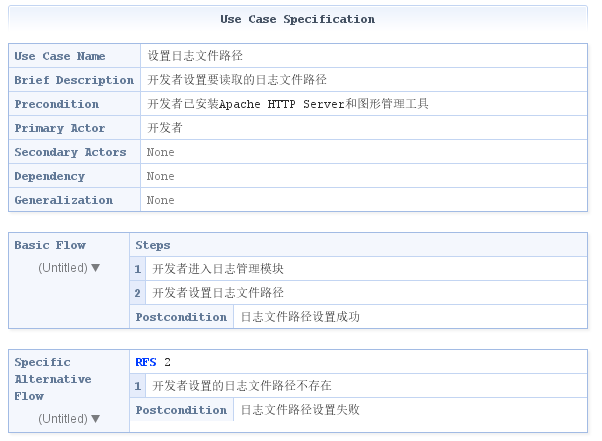 Use Case Specification
Use Case Name 设置日志文件路径
Brief Description 开发者设置要读取的日志文件路径
Precondition 开发者已安装Apache HTTP Server和图形管理工具
Primary Actor 开发者
Secondary Actors None
Dependency None
Generalization None
Basic Flow Steps
(Untitled) ▼
1 开发者进入日志管理模块
2 开发者设置日志文件路径
Postcondition 日志文件路径设置成功
Specific
Alternative
Flow
(Untitled) ▼
RFS 2
1 开发者设置的日志文件路径不存在
Postcondition 日志文件路径设置失败